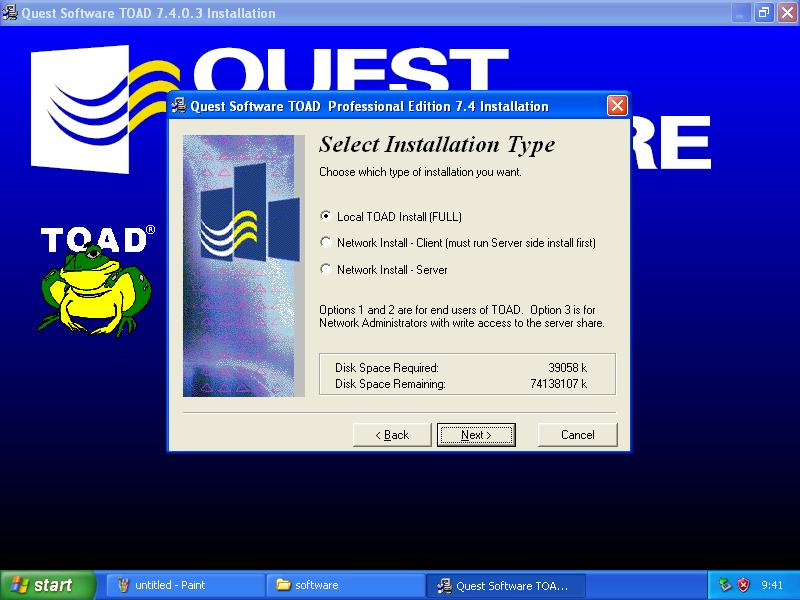 Quest Software TOAD 7.4.0.3 Installation
QUEST
RE
TOAD®
Quest Software TOAD Professional Edition 7.4 Installation
Select Installation Type
Choose which type of installation you want.
Local TOAD Install (FULL)
Network Install - Client (must run Server side install first)
Network Install - Server
Options 1 and 2 are for end users of TOAD. Option 3 is for
Network Administrators with write access to the server share.
Disk Space Required: 39058 k
Disk Space Remaining: 74138107 k
< Back
Next >
Cancel
start
untitled - Paint
software
Quest Software TOA...
9:41